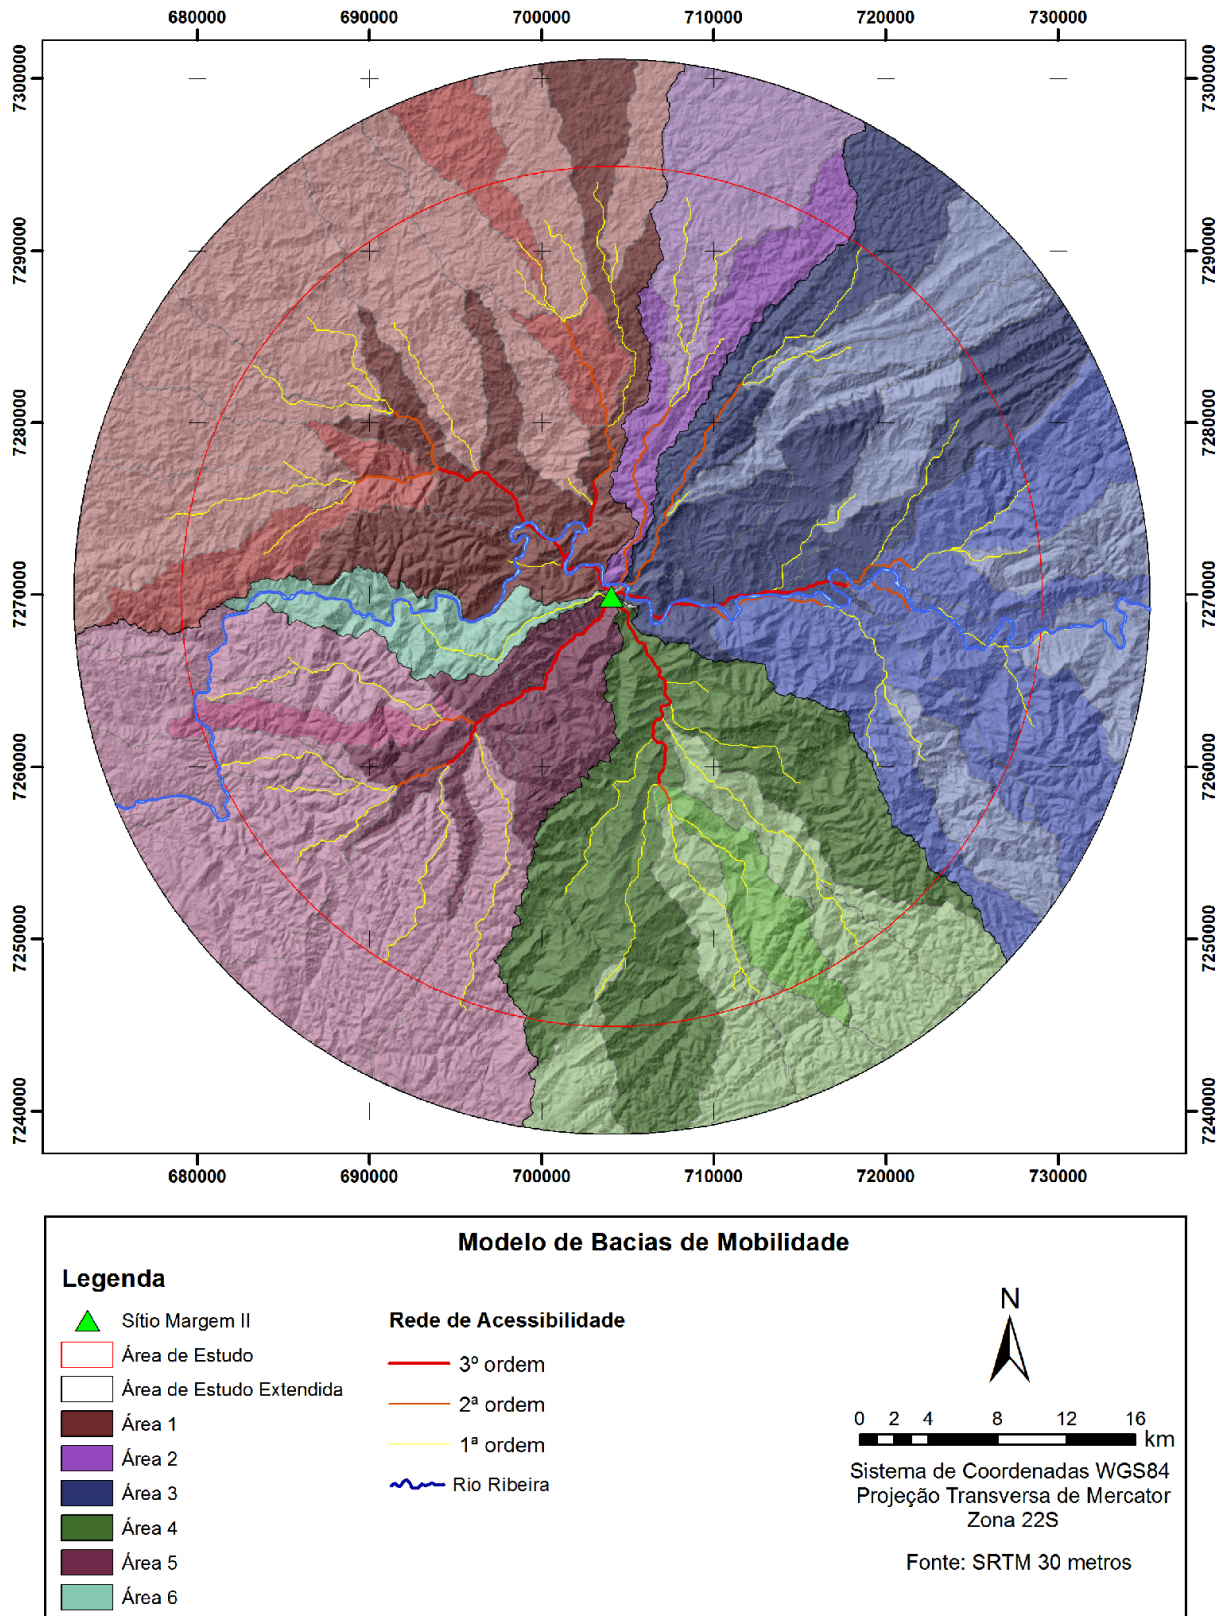 680000 690000 700000 710000 720000 730000
7300000 7300000
7290000 7290000
7280000 7280000
7270000 7270000
7260000 7260000
7250000 7250000
7240000 7240000
680000 690000 700000 710000 720000 730000
Modelo de Bacias de Mobilidade
Legenda
Sítio Margem II
Área de Estudo
Área de Estudo Extendida
Área 1
Área 2
Área 3
Área 4
Área 5
Área 6
Rede de Acessibilidade
3º ordem
2ª ordem
1ª ordem
Rio Ribeira
N
0 2 4 8 12 16
km
Sistema de Coordenadas WGS84
Projeção Transversa de Mercator
Zona 22S
Fonte: SRTM 30 metros